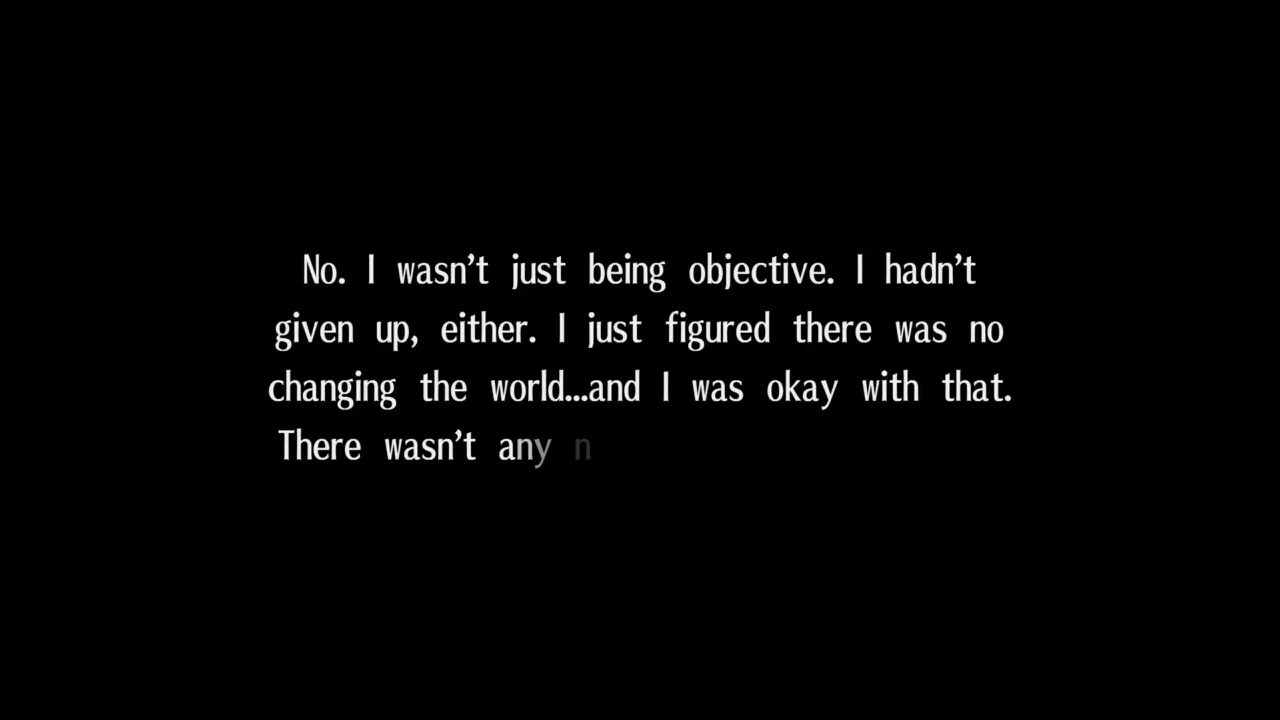 No. I wasn't just being objective. I hadn't
given up, either. I just figured there was no
changing the world...and I was okay with that.
There wasn't any n